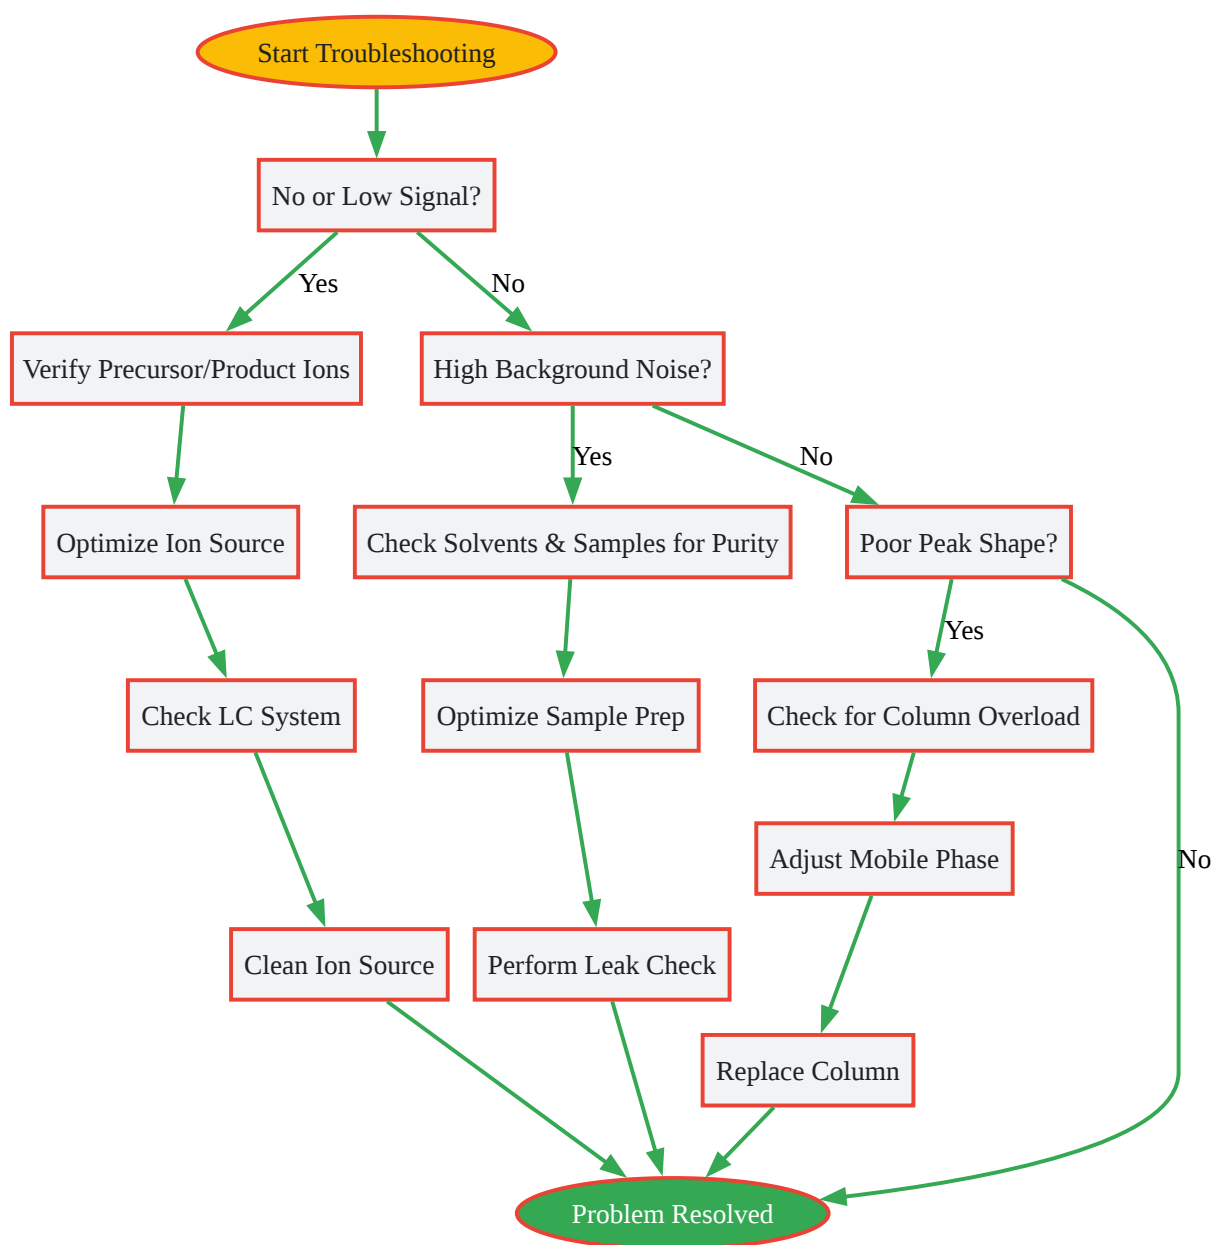 Start Troubleshooting
No or Low Signal?
Yes
No
Verify Precursor/Product Ions
High Background Noise?
Yes
No
Optimize Ion Source
Check Solvents & Samples for Purity
Poor Peak Shape?
Yes
Check LC System
Optimize Sample Prep
Check for Column Overload
Adjust Mobile Phase
No
Clean Ion Source
Perform Leak Check
Replace Column
Problem Resolved